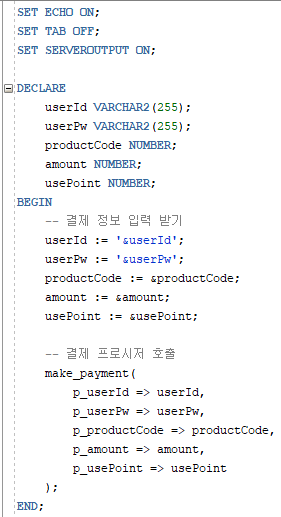 SET ECHO ON;
SET TAB OFF;
SET SERVEROUTPUT ON;

DECLARE
    userId VARCHAR2(255);
    userPw VARCHAR2(255);
    productCode NUMBER;
    amount NUMBER;
    usePoint NUMBER;
BEGIN
    -- 결제 정보 입력 받기
    userId := '&userId';
    userPw := '&userPw';
    productCode := &productCode;
    amount := &amount;
    usePoint := &usePoint;

    -- 결제 프로시저 호출
    make_payment(
        p_userId => userId,
        p_userPw => userPw,
        p_productCode => productCode,
        p_amount => amount,
        p_usePoint => usePoint
    );
END;